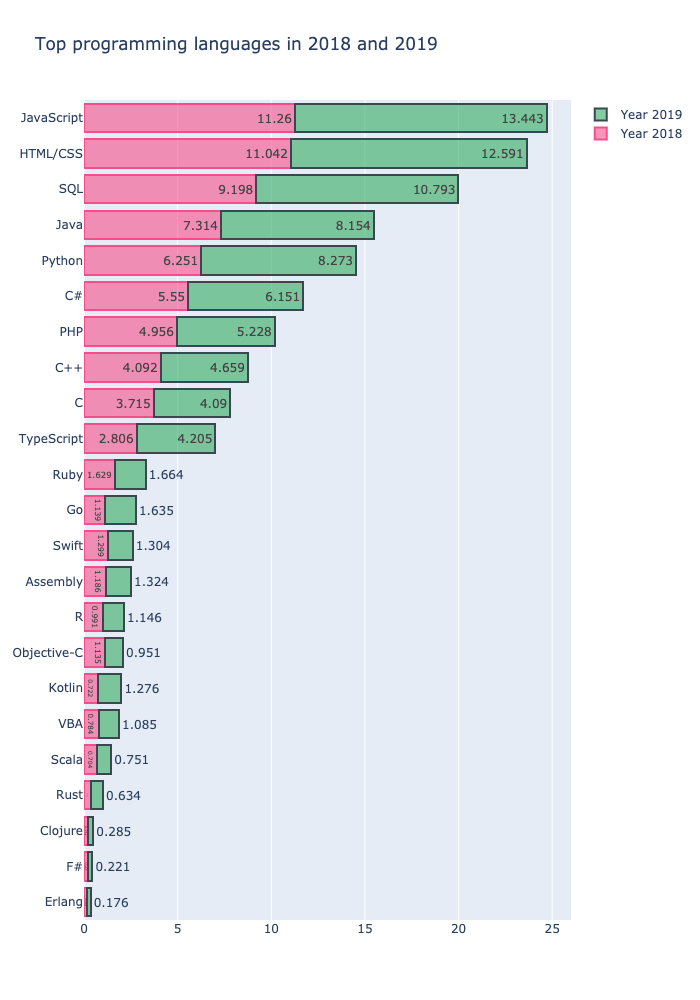 Top programming languages in 2018 and 2019
Year 2019
Year 2018
JavaScript 11.26 13.443
HTML/CSS 11.042 12.591
SQL 9.198 10.793
Java 7.314 8.154
Python 6.251 8.273
C# 5.55 6.151
PHP 4.956 5.228
C++ 4.092 4.659
C 3.715 4.09
TypeScript 2.806 4.205
Ruby 1.629 1.664
Go 1.139 1.635
Swift 1.299 1.304
Assembly 1.186 1.324
R 0.991 1.146
Objective-C 1.135 0.951
Kotlin 0.722 1.276
VBA 0.784 1.085
Scala 0.704 0.751
Rust 0.634
Clojure 0.285
F# 0.221
Erlang 0.176
0 5 10 15 20 25